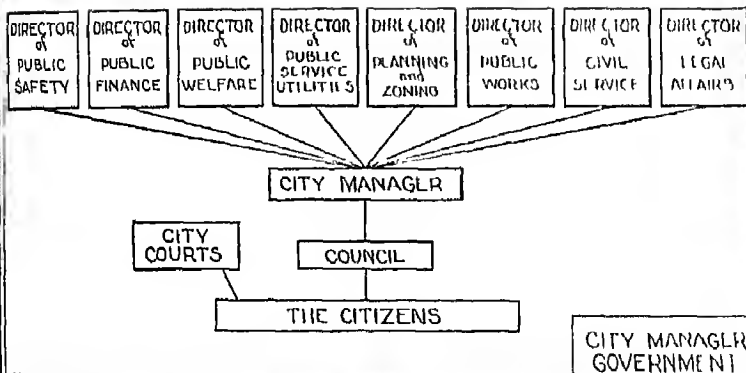 DIRECTOR
of
PUBLIC
SAFETY
DIRECTOR
of
PUBLIC
FINANCE
DIRECTOR
of
PUBLIC
WELFARE
DIRECTOR
of
PUBLIC
SERVICE
UTILITIES
DIRECTOR
of
PLANNING
and
ZONING
DIRECTOR
of
PUBLIC
WORKS
DIRECTOR
of
CIVIL
SERVICE
DIRECTOR
of
LEGAL
AFFAIRS
CITY MANAGER
CITY
COURTS
COUNCIL
THE CITIZENS
CITY MANAGER
GOVERNMENT